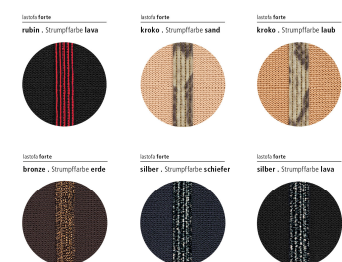 lastofa forte
rubin . Strumpffarbe lava
lastofa forte
kroko . Strumpffarbe sand
lastofa forte
kroko . Strumpffarbe laub
lastofa forte
bronze . Strumpffarbe erde
lastofa forte
silber . Strumpffarbe schiefer
lastofa forte
silber . Strumpffarbe lava